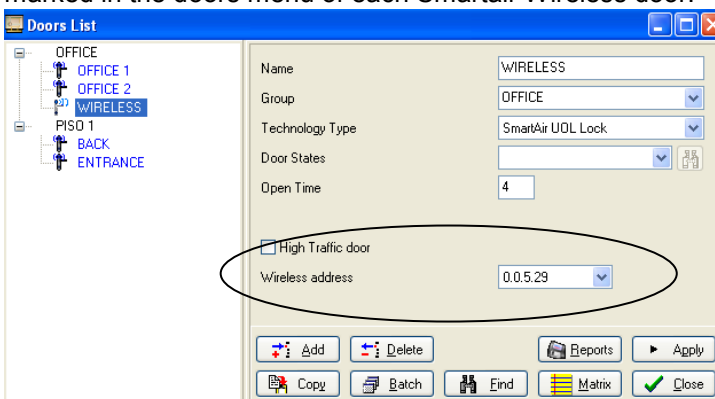 marked in the doors menu of each Smartair Wireless door.
Doors List
OFFICE
OFFICE 1
OFFICE 2
WIRELESS
PISO 1
BACK
ENTRANCE
Name WIRELESS
Group OFFICE
Technology Type SmartAir UOL Lock
Door States
Open Time 4
High Traffic door
Wireless address 0.0.5.29
Add Delete Reports Apply
Copy Batch Find Matrix Close